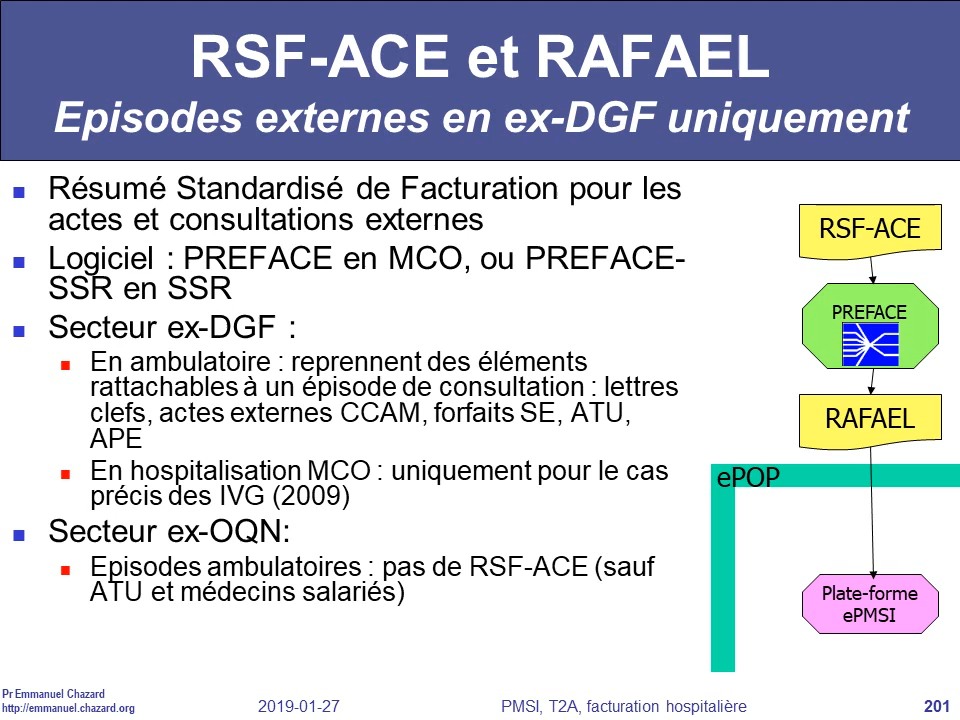 RSF-ACE et RAFAEL
Episodes externes en ex-DGF uniquement
Résumé Standardisé de Facturation pour les
actes et consultations externes
Logiciel : PREFACE en MCO, ou PREFACE-
SSR en SSR
Secteur ex-DGF :
En ambulatoire : reprennent des éléments
rattachables à un épisode de consultation : lettres
clefs, actes externes CCAM, forfaits SE, ATU,
APE
En hospitalisation MCO : uniquement pour le cas
précis des IVG (2009)
Secteur ex-OQN:
Episodes ambulatoires : pas de RSF-ACE (sauf
ATU et médecins salariés)
RSF-ACE
PREFACE
RAFAEL
ePOP
Plate-forme
ePMSI
Pr Emmanuel Chazard
http://emmanuel.chazard.org
2019-01-27
PMSI, T2A, facturation hospitalière
201